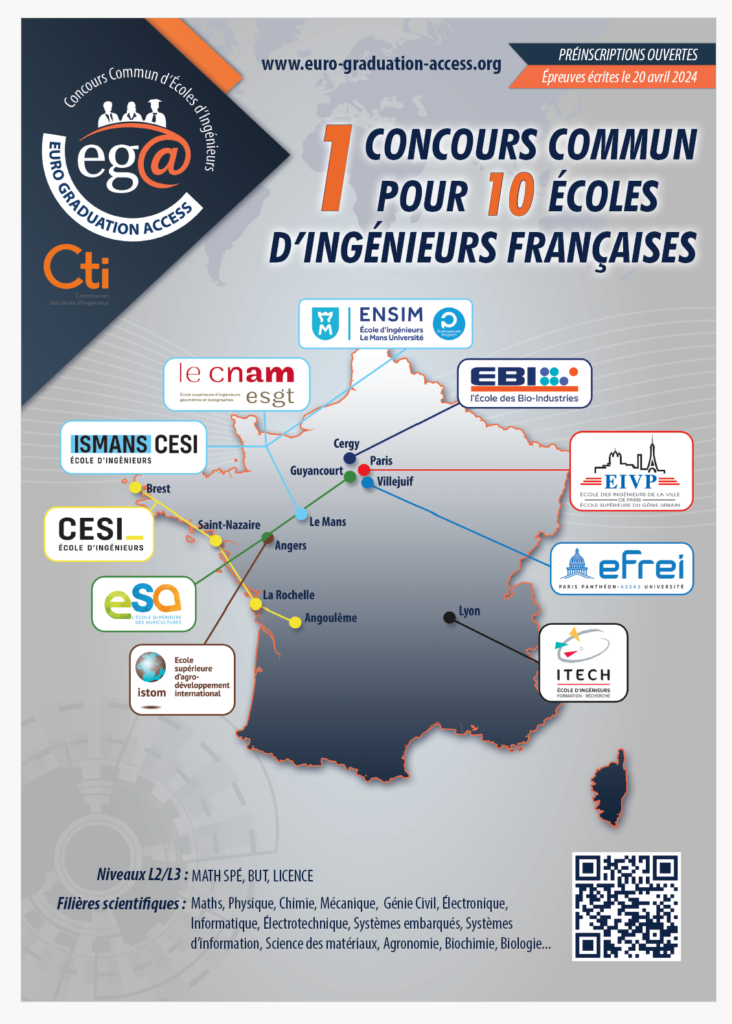 www.euro-graduation-access.org
PRÉINSCRIPTIONS OUVERTES
Épreuves écrites le 20 avril 2024
Concours Commun d'Écoles d'Ingénieurs
eg@
EURO GRADUATION ACCESS
Cti
Commission
des titres d'ingénieur
1 CONCOURS COMMUN
POUR 10 ÉCOLES
D'INGÉNIEURS FRANÇAISES
ENSIM
École d'ingénieurs
Le Mans Université
le cnam
École supérieure d'ingénieurs
géomètres et topographes
esgt
EBI
l'École des Bio-Industries
ISMANS CESI
ÉCOLE D'INGÉNIEURS
Cergy
Paris
Guyancourt
Villejuif
EIVP
ÉCOLE DES INGÉNIEURS DE LA VILLE
DE PARIS
ÉCOLE SUPÉRIEURE DU GÉNIE URBAIN
Brest
CESI
ÉCOLE D'INGÉNIEURS
Saint-Nazaire
Le Mans
Angers
efrei
PARIS PANTHÉON-ASSAS UNIVERSITÉ
esa
L'ÉCOLE SUPÉRIEURE
DES AGRICULTURES
La Rochelle
Angoulême
Lyon
istom
Ecole
supérieure
d'agro-
développement
international
ITECH
ÉCOLE D'INGÉNIEURS
FORMATION - RECHERCHE
Niveaux L2/L3 : MATH SPÉ, BUT, LICENCE
Filières scientifiques : Maths, Physique, Chimie, Mécanique, Génie Civil, Électronique,
Informatique, Électrotechnique, Systèmes embarqués, Systèmes
d'information, Science des matériaux, Agronomie, Biochimie, Biologie...